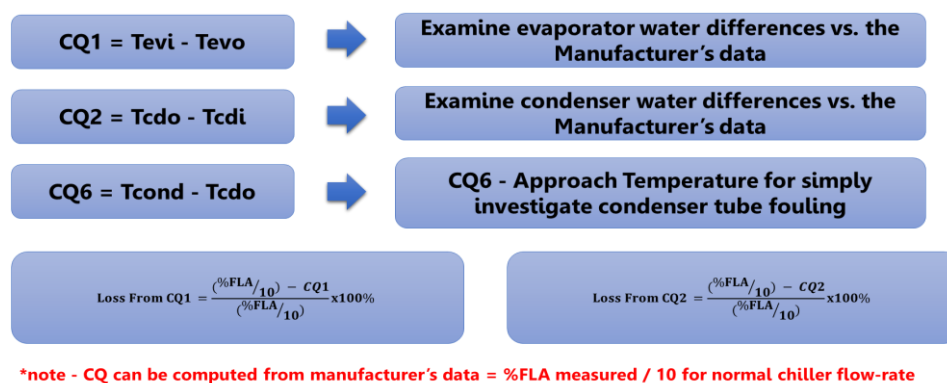 CQ1 = Tevi - Tevo
Examine evaporator water differences vs. the
Manufacturer's data
CQ2 = Tcdo - Tcdi
Examine condenser water differences vs. the
Manufacturer's data
CQ6 = Tcond - Tcdo
CQ6 - Approach Temperature for simply
investigate condenser tube fouling
Loss From CQ1 = (%FLA/10) - CQ1 / (%FLA/10) x100%
Loss From CQ2 = (%FLA/10) - CQ2 / (%FLA/10) x100%
*note - CQ can be computed from manufacturer's data = %FLA measured / 10 for normal chiller flow-rate